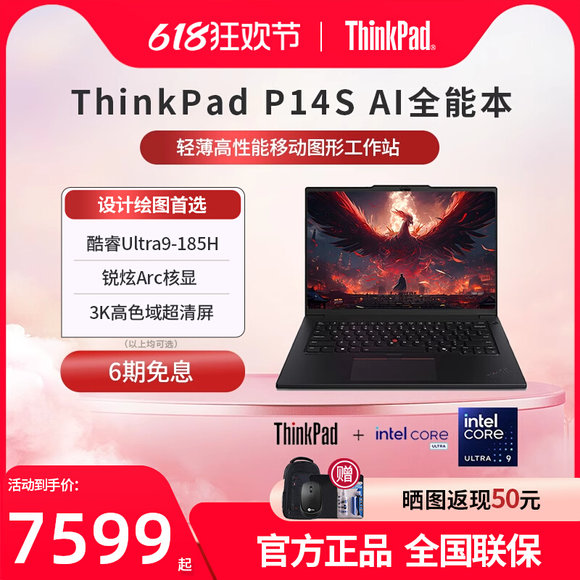 618狂欢节 ThinkPad
ThinkPad P14S AI全能本
轻薄高性能移动图形工作站
设计绘图首选
酷睿Ultra9-185H
锐炫Arc核显
3K高色域超清屏
(以上均可选)
6期免息
ThinkPad + intel core ULTRA
intel CORE ULTRA 9
赠
晒图返现50元
活动到手价:
7599起
官方正品 全国联保